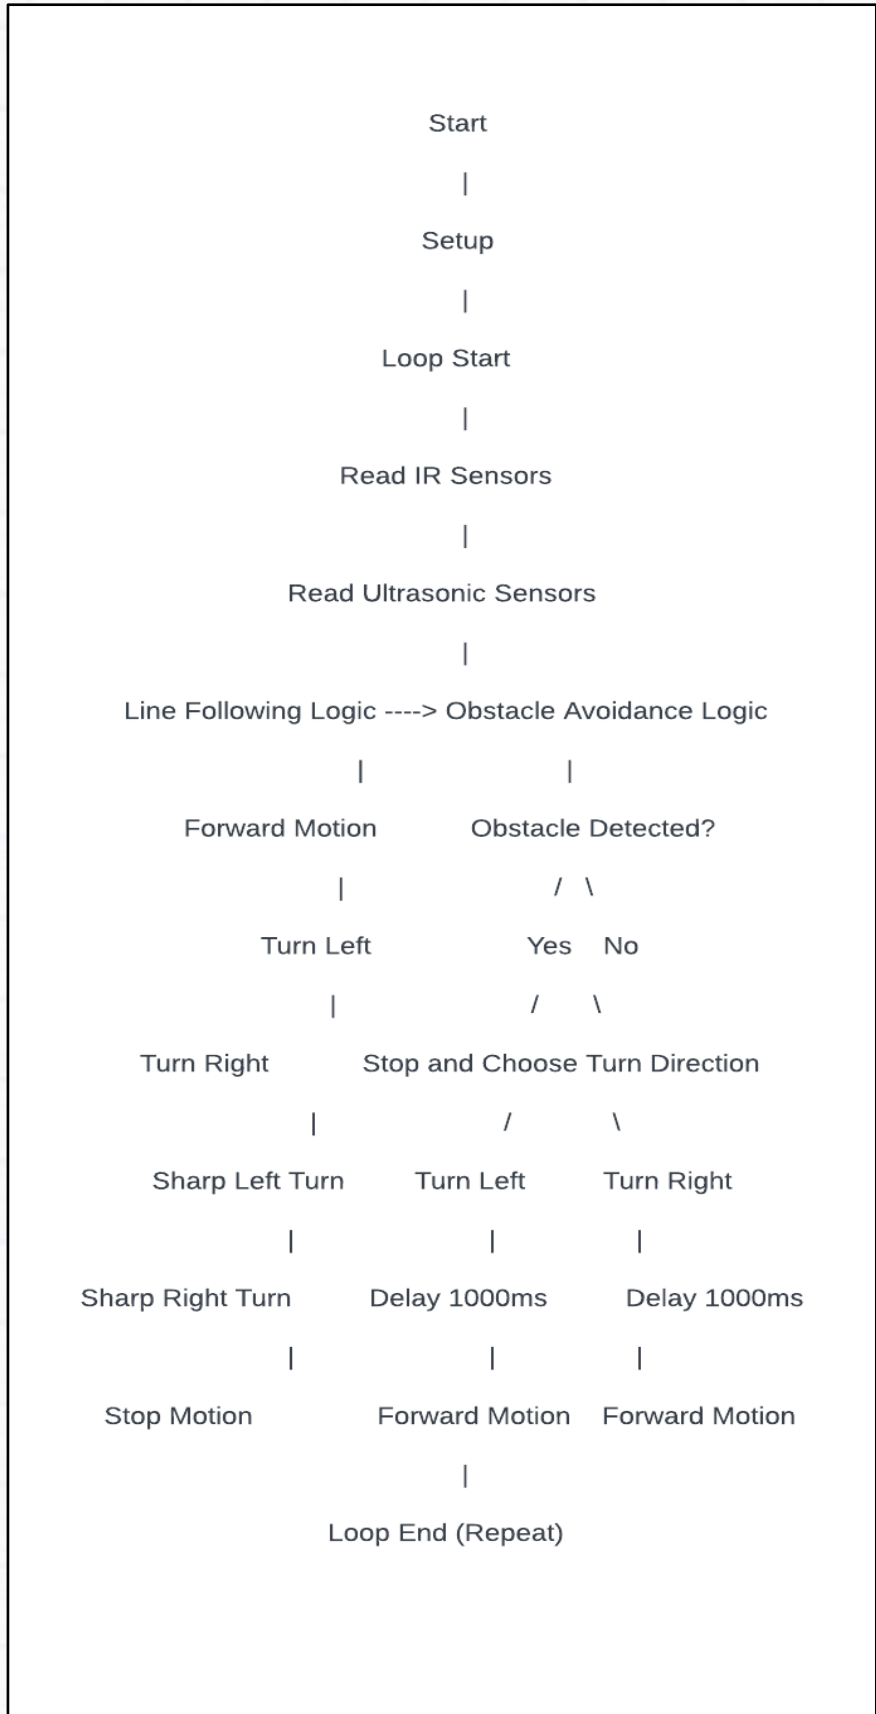 Start
|
Setup
|
Loop Start
|
Read IR Sensors
|
Read Ultrasonic Sensors
|
Line Following Logic ----> Obstacle Avoidance Logic
| |
Forward Motion Obstacle Detected?
| / \
Turn Left Yes No
| / \
Turn Right Stop and Choose Turn Direction
| / \
Sharp Left Turn Turn Left Turn Right
| | |
Sharp Right Turn Delay 1000ms Delay 1000ms
| | |
Stop Motion Forward Motion Forward Motion
|
Loop End (Repeat)